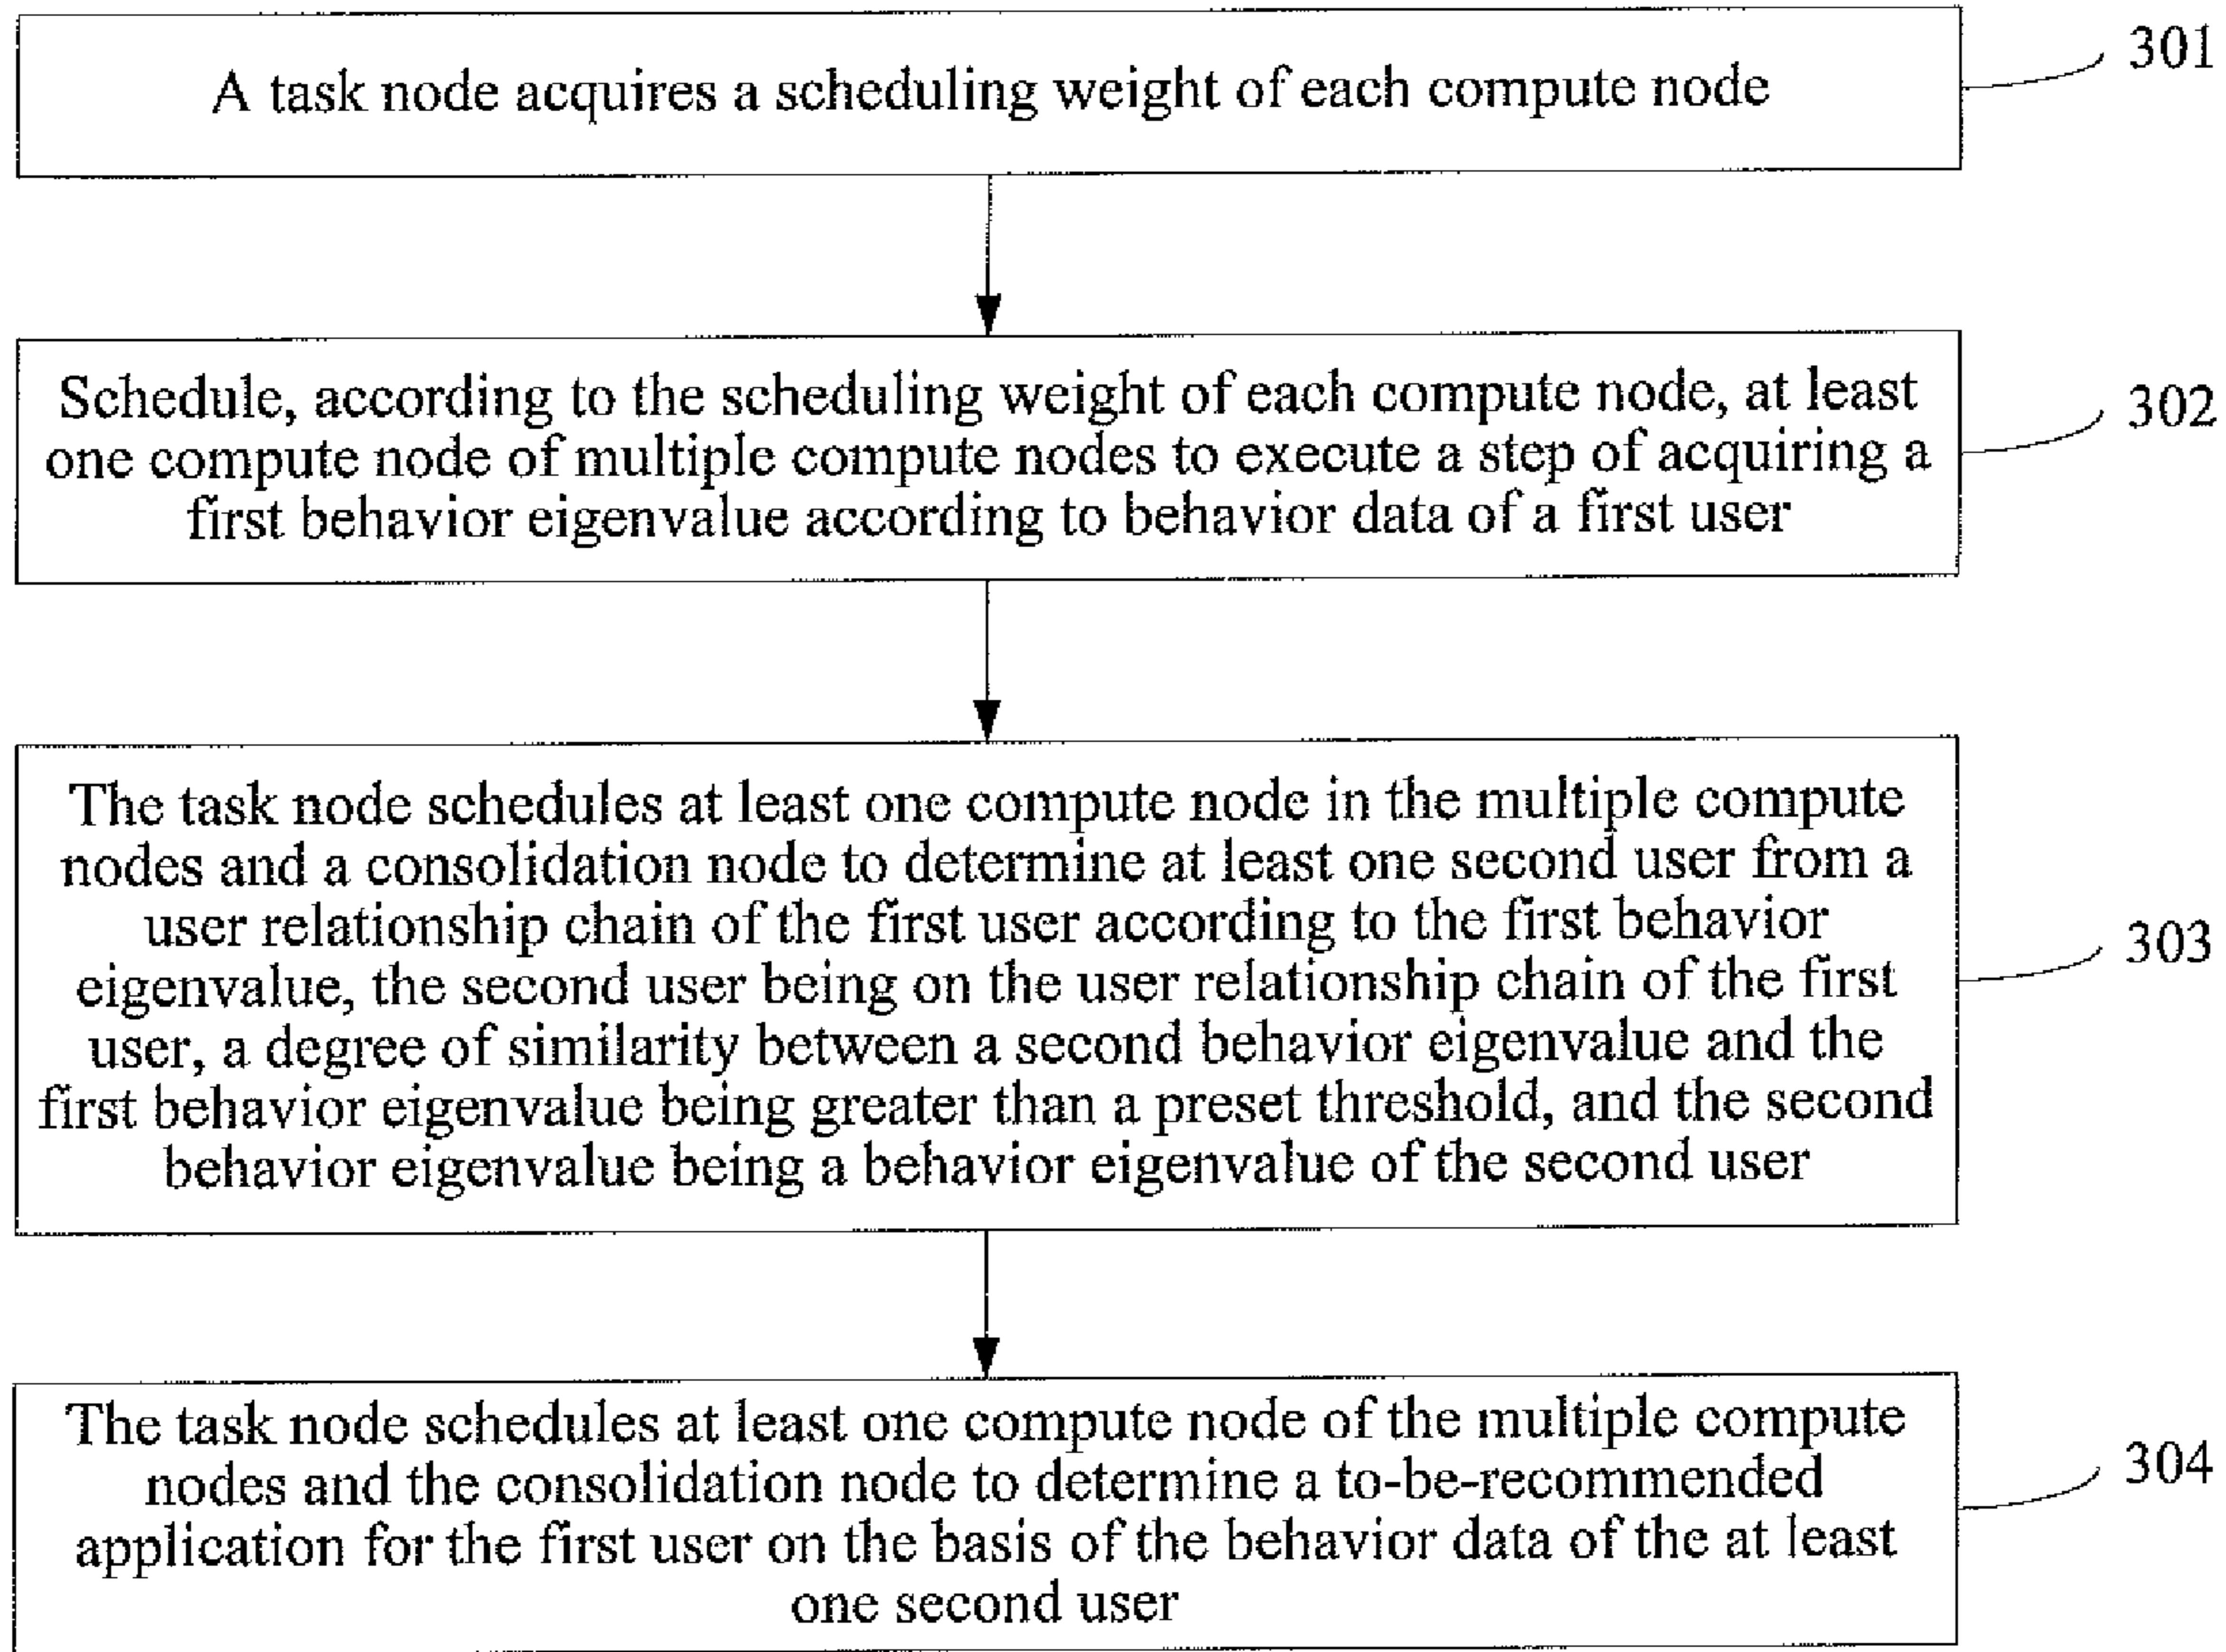 A task node acquires a scheduling weight of each compute node
301
Schedule, according to the scheduling weight of each compute node, at least
one compute node of multiple compute nodes to execute a step of acquiring a
first behavior eigenvalue according to behavior data of a first user
302
The task node schedules at least one compute node in the multiple compute
nodes and a consolidation node to determine at least one second user from a
user relationship chain of the first user according to the first behavior
eigenvalue, the second user being on the user relationship chain of the first
user, a degree of similarity between a second behavior eigenvalue and the
first behavior eigenvalue being greater than a preset threshold, and the second
behavior eigenvalue being a behavior eigenvalue of the second user
303
The task node schedules at least one compute node of the multiple compute
nodes and the consolidation node to determine a to-be-recommended
application for the first user on the basis of the behavior data of the at least
one second user
304